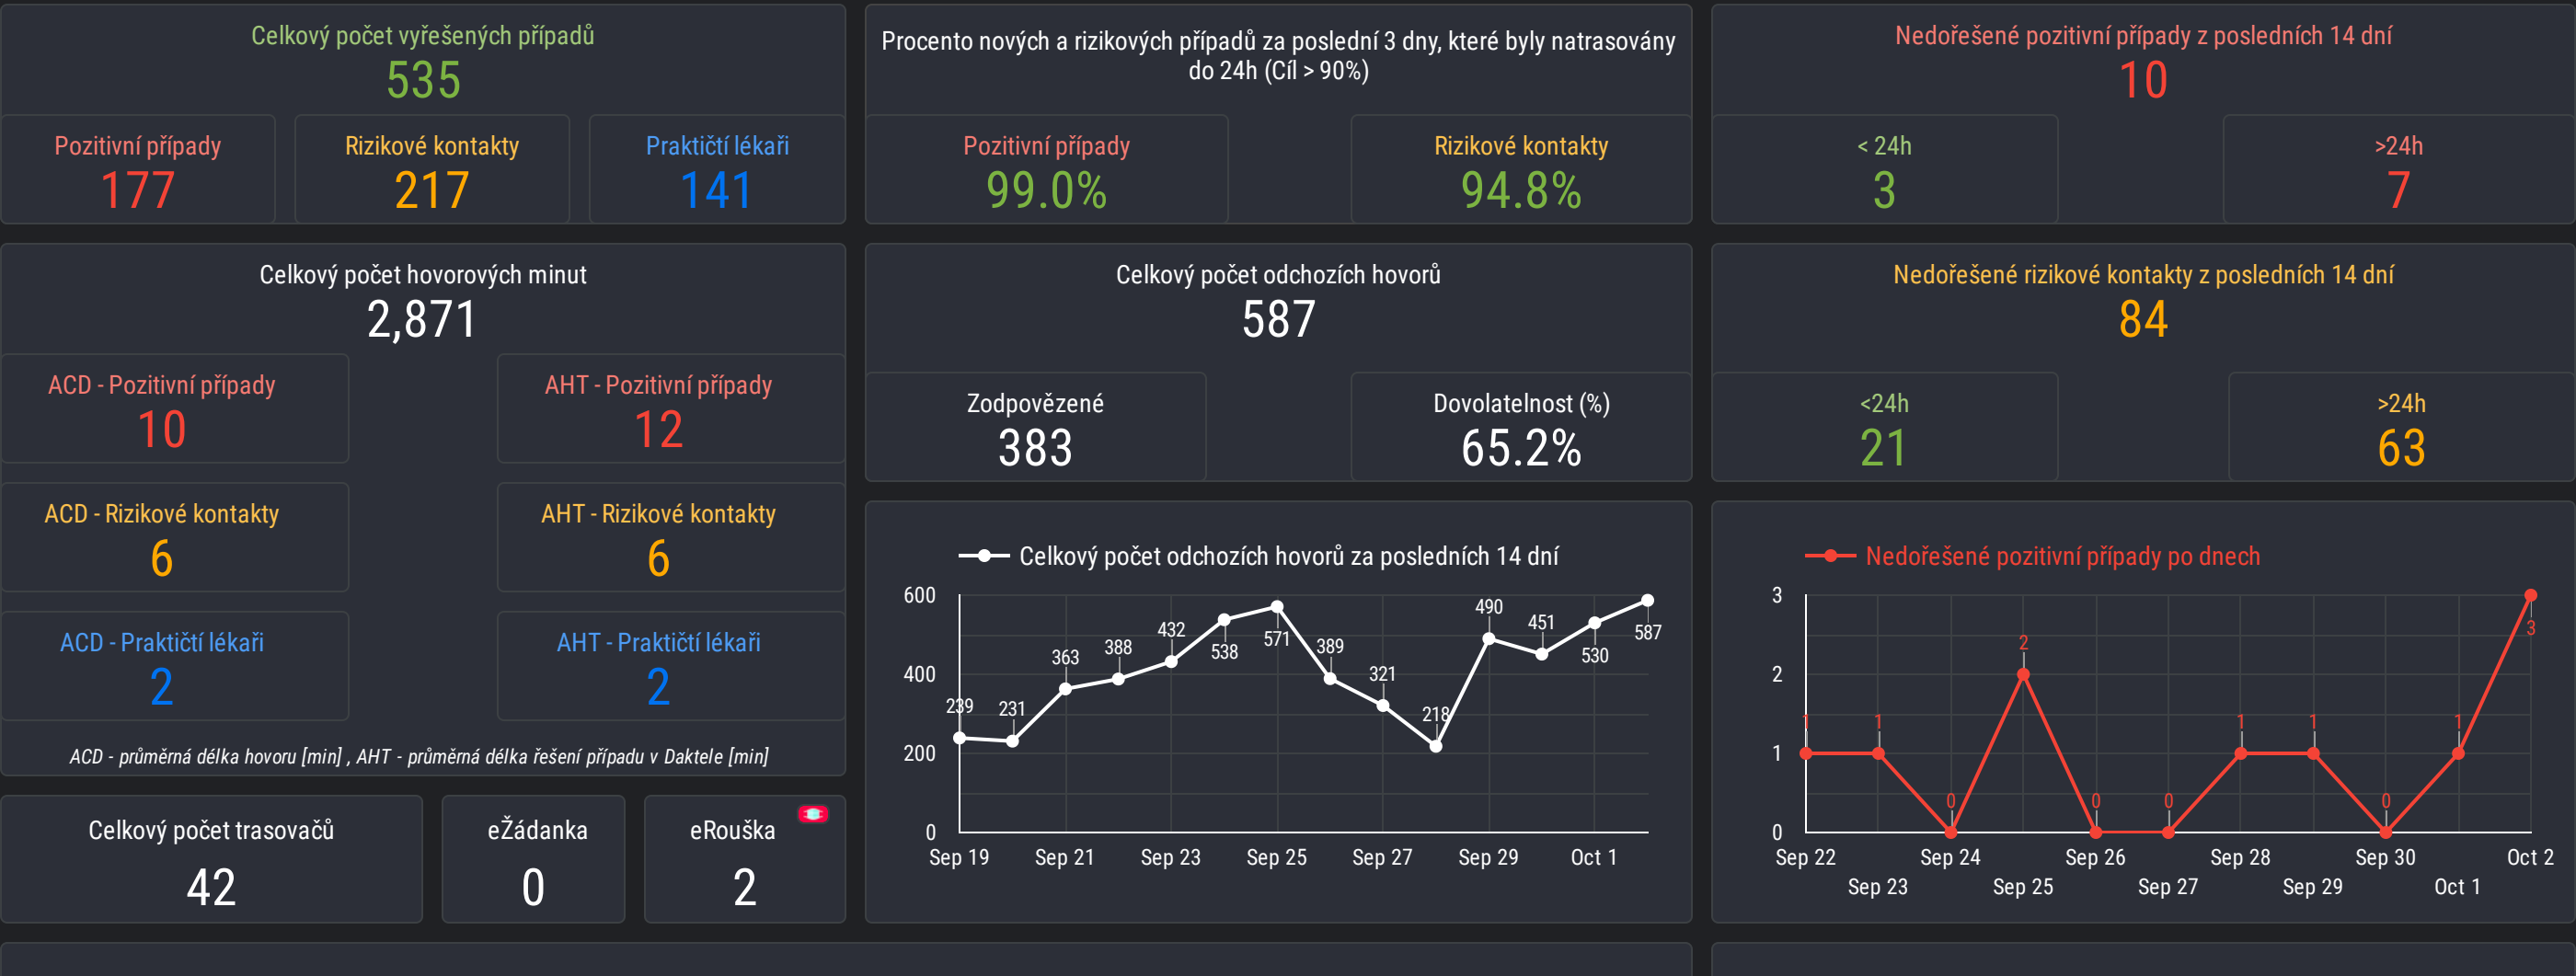 Celkový počet vyřešených případů
535
Pozitivní případy
177
Rizikové kontakty
217
Praktičtí lékaři
141
Procento nových a rizikových případů za poslední 3 dny, které byly natrasovány
do 24h (Cíl > 90%)
Pozitivní případy
99.0%
Rizikové kontakty
94.8%
Nedořešené pozitivní případy z posledních 14 dní
10
< 24h
3
>24h
7
Celkový počet hovorových minut
2,871
ACD - Pozitivní případy
10
AHT - Pozitivní případy
12
ACD - Rizikové kontakty
6
AHT - Rizikové kontakty
6
ACD - Praktičtí lékaři
2
AHT - Praktičtí lékaři
2
ACD - průměrná délka hovoru [min] , AHT - průměrná délka řešení případu v Daktele [min]
Celkový počet odchozích hovorů
587
Zodpovězené
383
Dovolatelnost (%)
65.2%
Nedořešené rizikové kontakty z posledních 14 dní
84
<24h
21
>24h
63
Celkový počet trasovačů
42
eŽádanka
0
eRouška
2
Celkový počet odchozích hovorů za posledních 14 dní
600
400
200
0
239
231
363
388
432
538
571
389
321
218
490
451
530
587
Sep 19
Sep 21
Sep 23
Sep 25
Sep 27
Sep 29
Oct 1
Nedořešené pozitivní případy po dnech
3
2
1
0
1
1
0
2
0
0
1
1
0
1
3
Sep 22
Sep 23
Sep 24
Sep 25
Sep 26
Sep 27
Sep 28
Sep 29
Sep 30
Oct 1
Oct 2